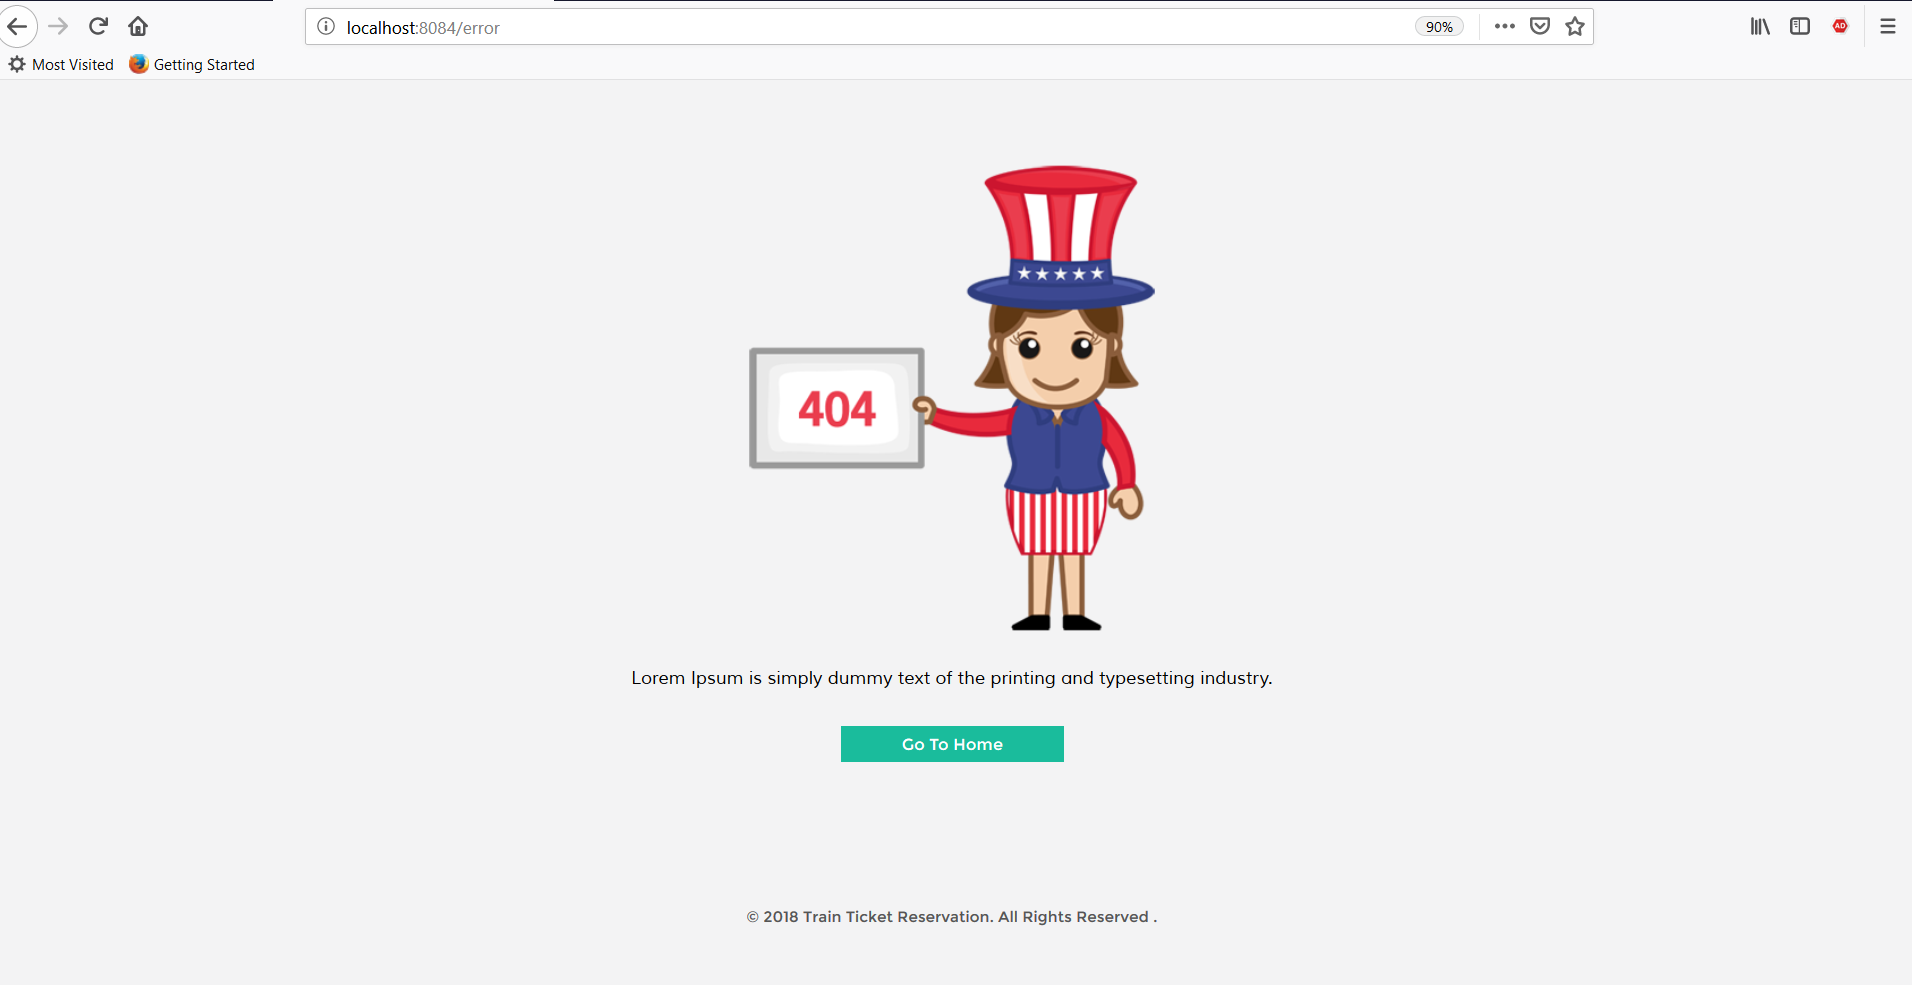 localhost:8084/error
90%
AD
Most Visited
Getting Started
404
Lorem Ipsum is simply dummy text of the printing and typesetting industry.
Go To Home
© 2018 Train Ticket Reservation. All Rights Reserved .